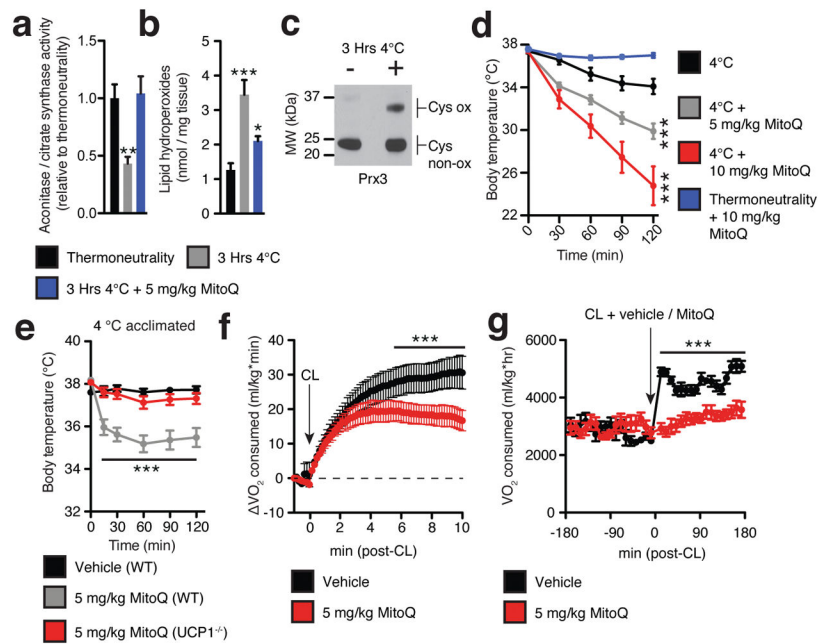 a
Aconitase / citrate synthase activity
(relative to thermoneutrality)
1.5
1.0
0.5
0.0
**
b
Lipid hydroperoxides
(nmol / mg tissue)
5
4
3
2
1
0
***
*
Thermoneutrality
3 Hrs 4°C
3 Hrs 4°C + 5 mg/kg MitoQ
c
3 Hrs 4°C
- +
MW (kDa)
37
25
20
Cys ox
Cys
non-ox
Prx3
d
Body temperature (°C)
38
34
30
26
22
0 30 60 90 120
Time (min)
***
***
4°C
4°C +
5 mg/kg MitoQ
4°C +
10 mg/kg MitoQ
Thermoneutrality
+ 10 mg/kg
MitoQ
e
4 °C acclimated
Body temperature (°C)
40
38
36
34
32
0 30 60 90 120
Time (min)
***
Vehicle (WT)
5 mg/kg MitoQ (WT)
5 mg/kg MitoQ (UCP1-/-)
f
ΔVO2 consumed (ml/kg*min)
40
30
20
10
0
-10
CL
***
0 2 4 6 8 10
min (post-CL)
Vehicle
5 mg/kg MitoQ
g
CL + vehicle / MitoQ
VO2 consumed (ml/kg*hr)
6000
4000
2000
0
***
-180 -90 0 90 180
min (post-CL)
Vehicle
5 mg/kg MitoQ